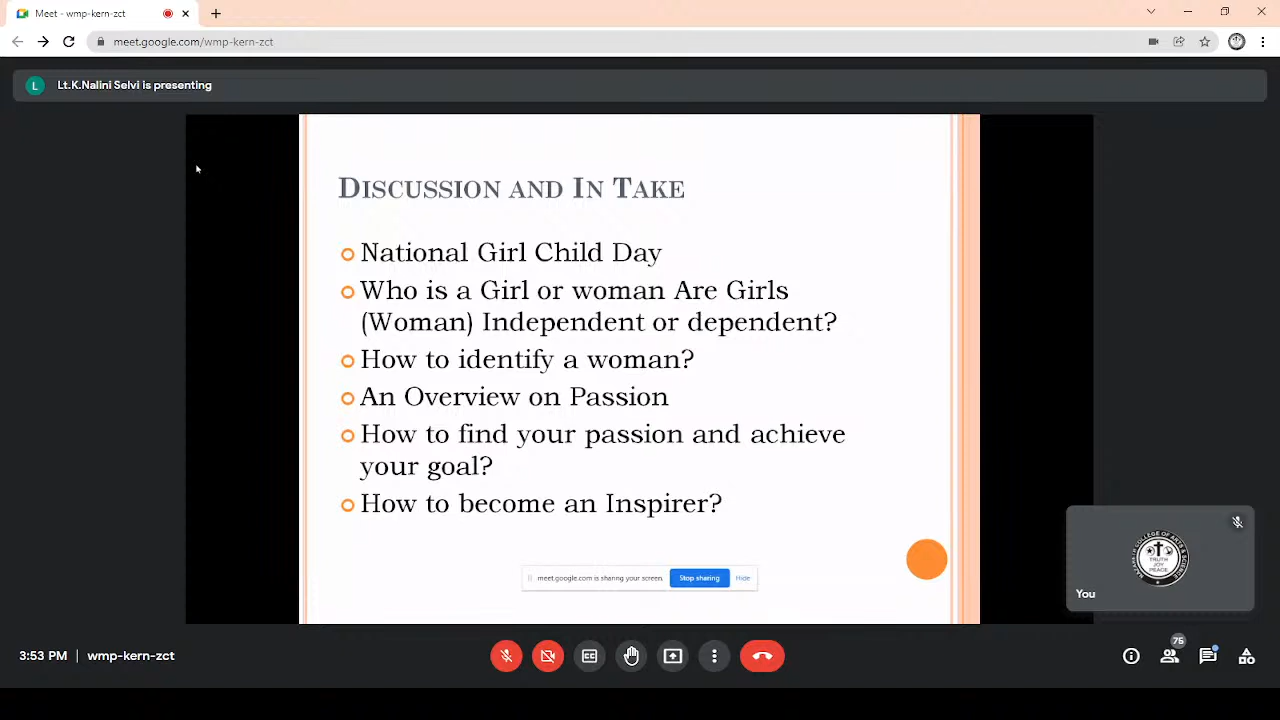 Meet - wmp-kern-zct
meet.google.com/wmp-kern-zct
L
Lt.K.Nalini Selvi is presenting
DISCUSSION AND IN TAKE
National Girl Child Day
Who is a Girl or woman Are Girls
(Woman) Independent or dependent?
How to identify a woman?
An Overview on Passion
How to find your passion and achieve
your goal?
How to become an Inspirer?
meet.google.com is sharing your screen.
Stop sharing
Hide
TRUTH
JOY
PEACE
You
3:53 PM | wmp-kern-zct
75